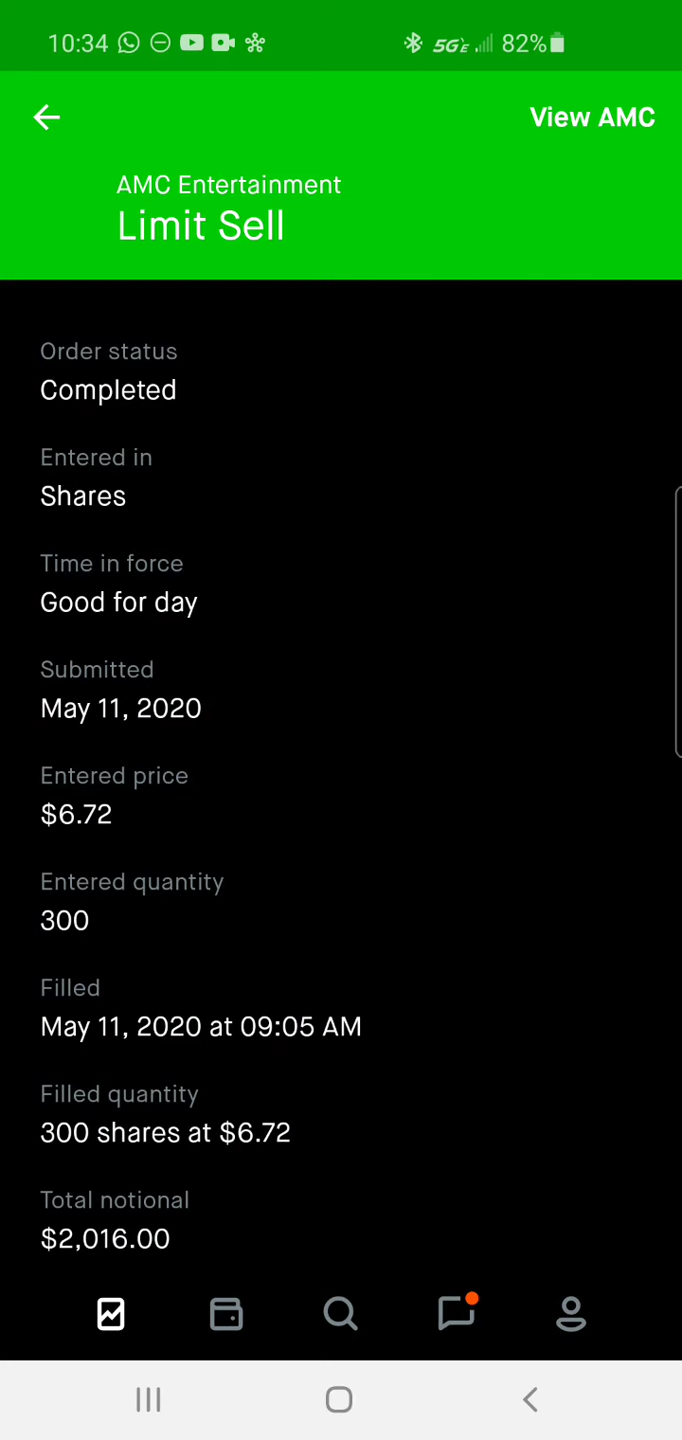 10:34
5GE 82%
View AMC
AMC Entertainment
Limit Sell
Order status
Completed
Entered in
Shares
Time in force
Good for day
Submitted
May 11, 2020
Entered price
$6.72
Entered quantity
300
Filled
May 11, 2020 at 09:05 AM
Filled quantity
300 shares at $6.72
Total notional
$2,016.00